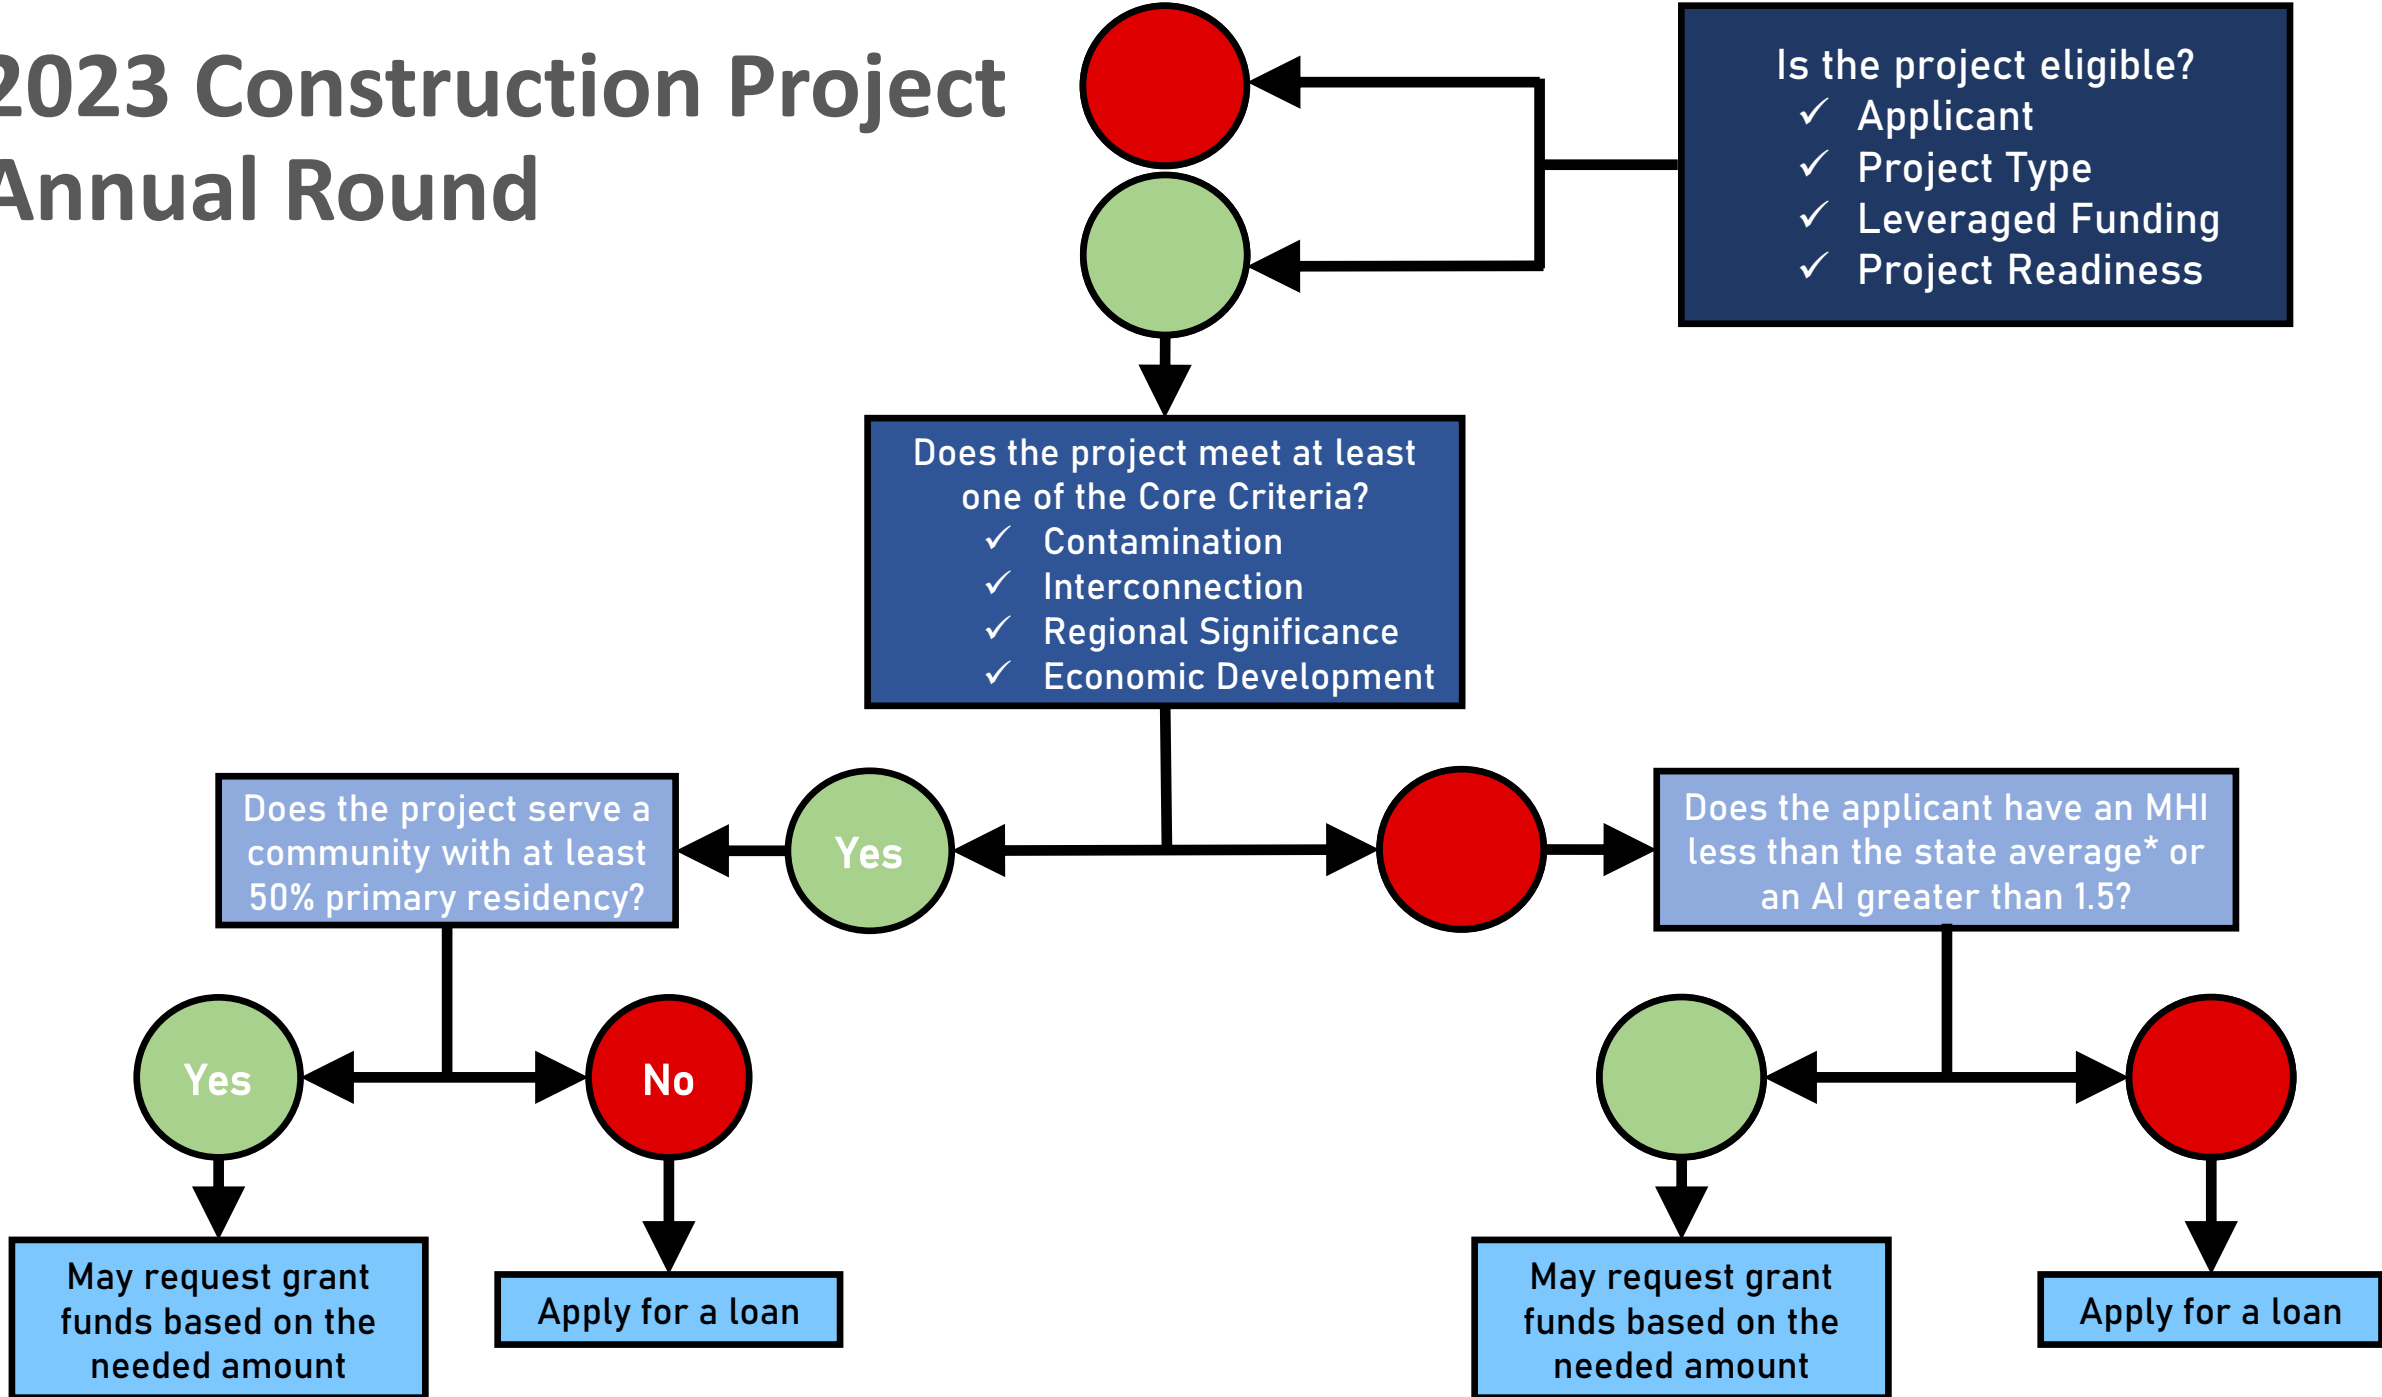 2023 Construction Project
Annual Round
Is the project eligible?
✓ Applicant
✓ Project Type
✓ Leveraged Funding
✓ Project Readiness
Does the project meet at least
one of the Core Criteria?
✓ Contamination
✓ Interconnection
✓ Regional Significance
✓ Economic Development
Does the project serve a
community with at least
50% primary residency?
Yes
Does the applicant have an MHI
less than the state average* or
an AI greater than 1.5?
Yes
No
May request grant
funds based on the
needed amount
Apply for a loan
May request grant
funds based on the
needed amount
Apply for a loan